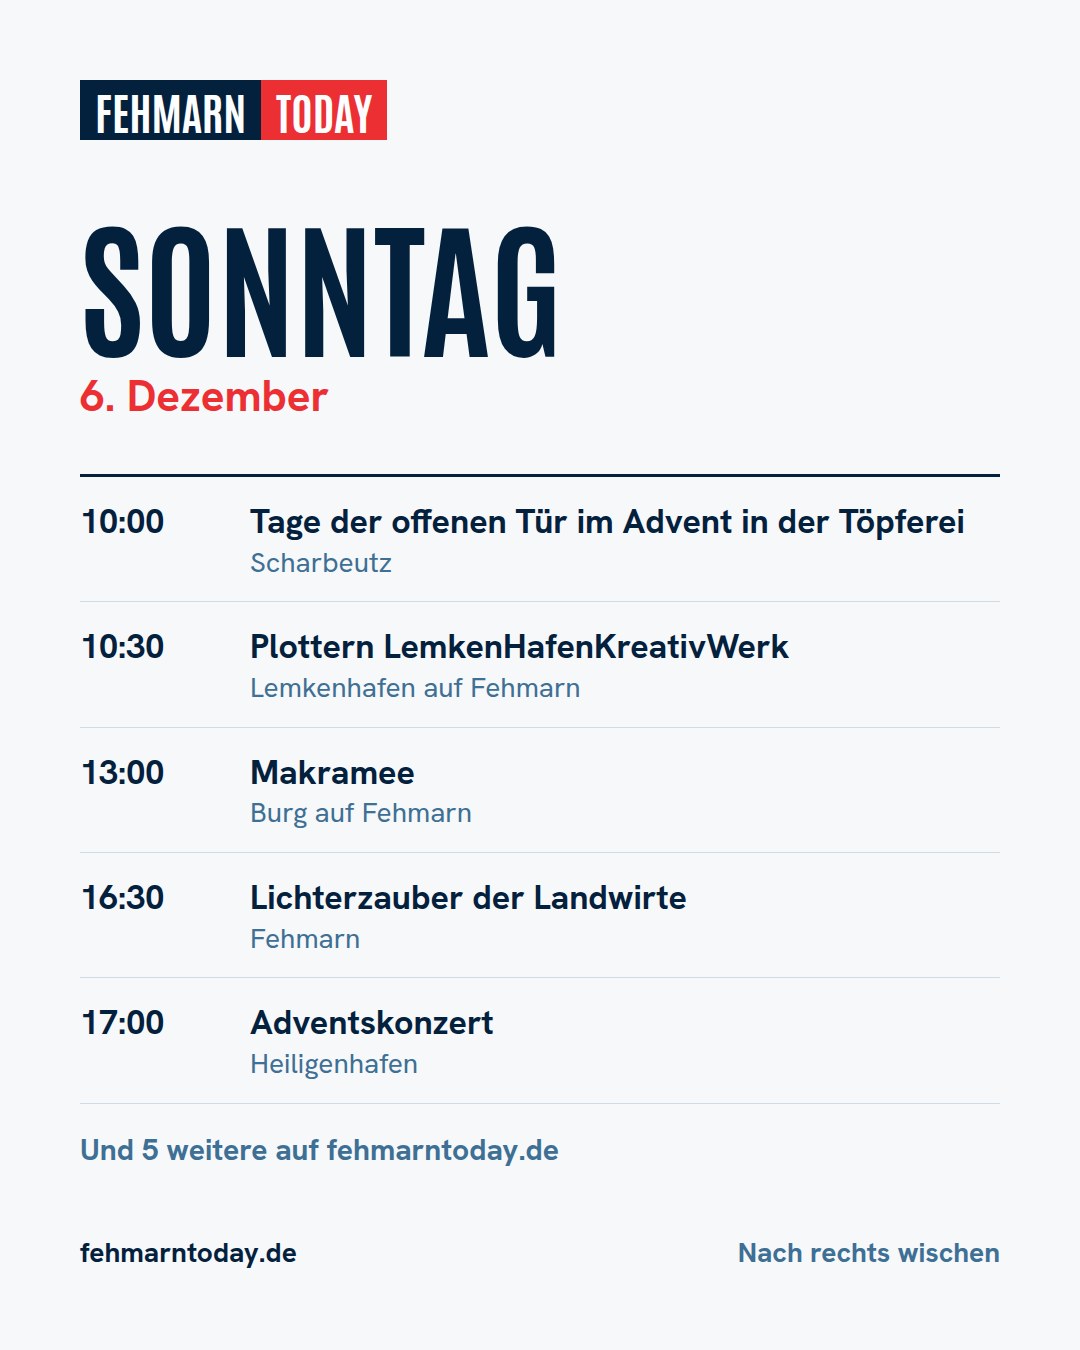 FEHMARN TODAY
SONNTAG
6. Dezember
10:00 Tage der offenen Tür im Advent in der Töpferei
Scharbeutz
10:30 Plottern LemkenHafenKreativWerk
Lemkenhafen auf Fehmarn
13:00 Makramee
Burg auf Fehmarn
16:30 Lichterzauber der Landwirte
Fehmarn
17:00 Adventskonzert
Heiligenhafen
Und 5 weitere auf fehmarntoday.de
fehmarntoday.de Nach rechts wischen